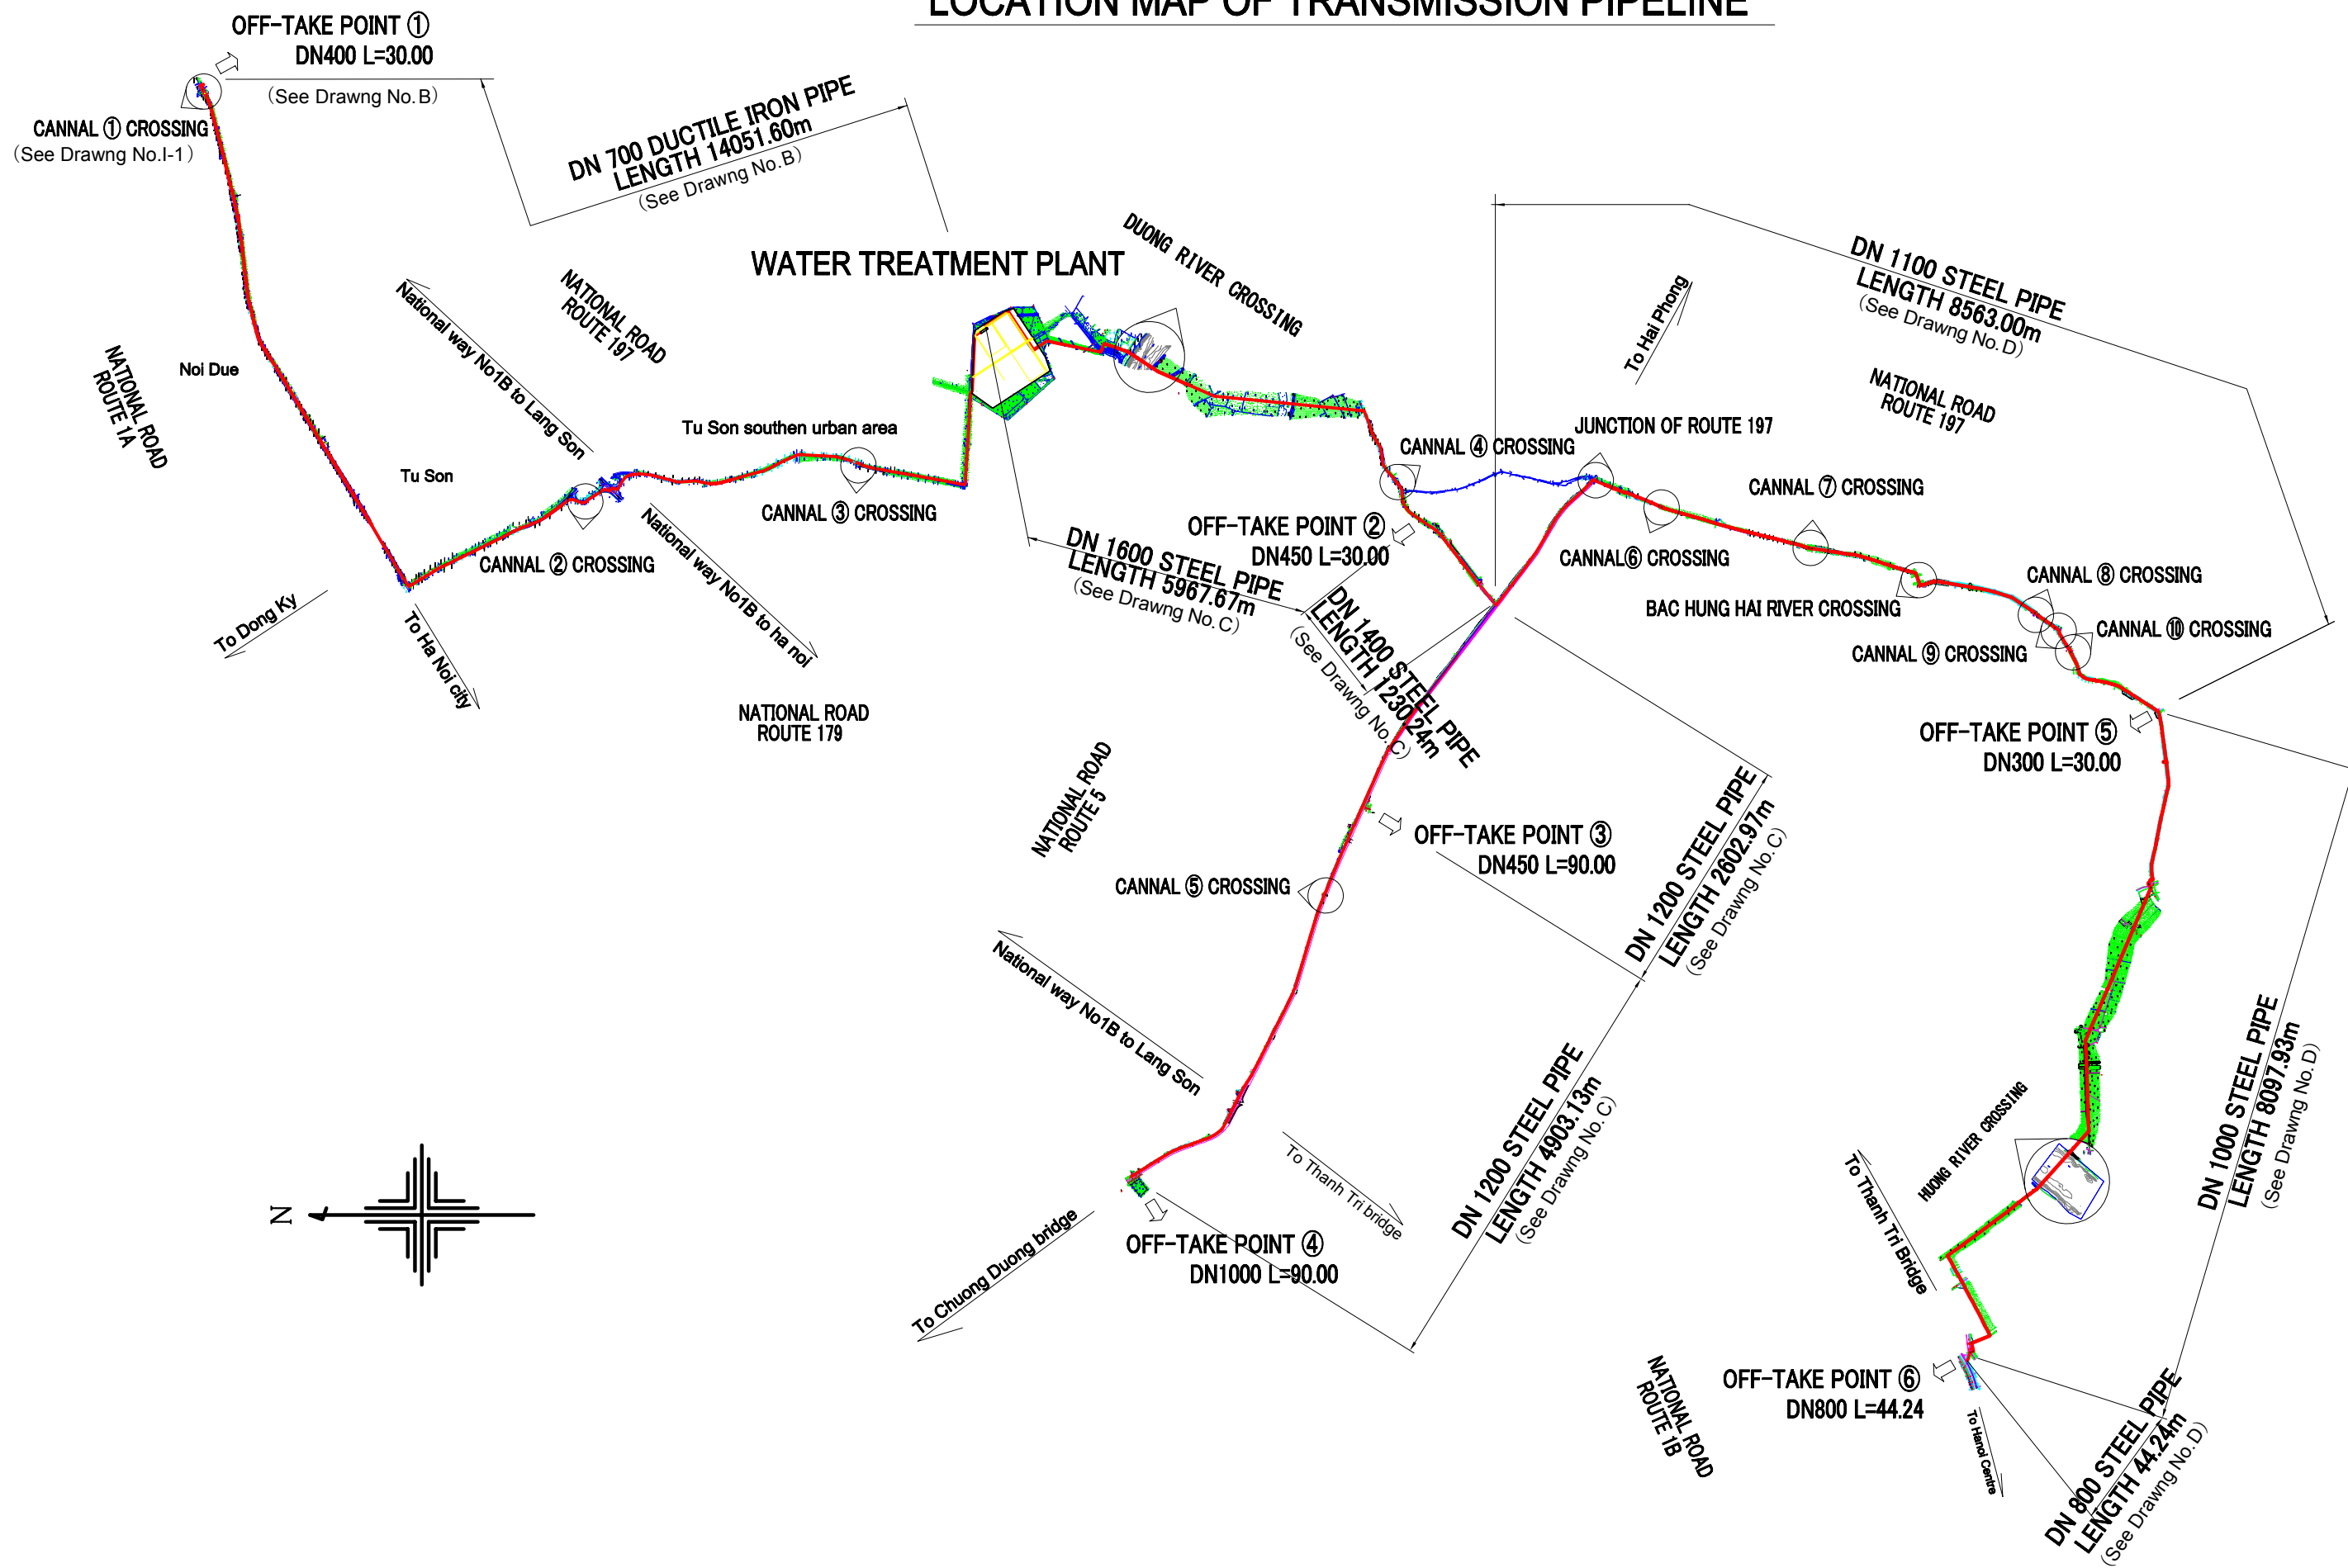 LOCATION MAP OF TRANSMISSION PIPELINE
OFF-TAKE POINT ①
DN400 L=30.00
(See Drawng No.B)
CANNAL ① CROSSING
(See Drawng No.I-1)
DN 700 DUCTILE IRON PIPE
LENGTH 14051.60m
(See Drawng No.B)
WATER TREATMENT PLANT
DUONG RIVER CROSSING
DN 1100 STEEL PIPE
LENGTH 8563.00m
(See Drawng No.D)
To Hai Phong
NATIONAL ROAD
ROUTE 197
National way No1B to Lang Son
NATIONAL ROAD
ROUTE 1A
Noi Due
Tu Son
Tu Son southen urban area
NATIONAL ROAD
ROUTE 197
JUNCTION OF ROUTE 197
CANNAL ④ CROSSING
CANNAL ⑦ CROSSING
CANNAL ③ CROSSING
CANNAL ② CROSSING
OFF-TAKE POINT ②
DN450 L=30.00
CANNAL⑥ CROSSING
DN 1600 STEEL PIPE
LENGTH 5967.67m
(See Drawng No.C)
CANNAL ⑧ CROSSING
BAC HUNG HAI RIVER CROSSING
CANNAL ⑩ CROSSING
CANNAL ⑨ CROSSING
To Dong Ky
To Ha Noi city
National way No1B to ha noi
DN 1400 STEEL PIPE
LENGTH 1230.24m
(See Drawng No.C)
NATIONAL ROAD
ROUTE 179
OFF-TAKE POINT ⑤
DN300 L=30.00
NATIONAL ROAD
ROUTE 5
OFF-TAKE POINT ③
DN450 L=90.00
DN 1200 STEEL PIPE
LENGTH 2602.97m
(See Drawng No.C)
CANNAL ⑤ CROSSING
National way No1B to Lang Son
DN 1200 STEEL PIPE
LENGTH 4903.13m
(See Drawng No.C)
DN 1000 STEEL PIPE
LENGTH 8097.93m
(See Drawng No.D)
HUONG RIVER CROSSING
To Thanh Tri bridge
To Thanh Tri Bridge
N
To Chuong Duong bridge
OFF-TAKE POINT ④
DN1000 L=90.00
NATIONAL ROAD
ROUTE 1B
OFF-TAKE POINT ⑥
DN800 L=44.24
To Hanoi Centre
DN 800 STEEL PIPE
LENGTH 44.24m
(See Drawng No.D)